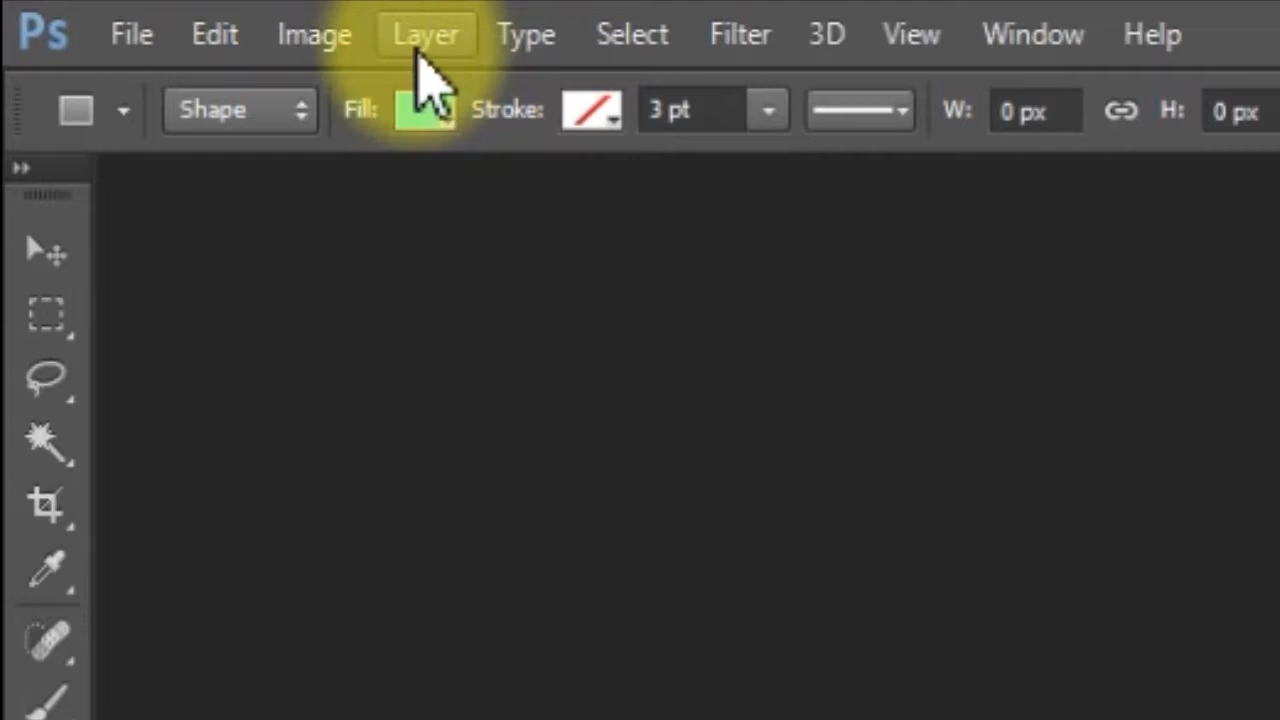 Ps File Edit Image Layer Type Select Filter 3D View Window Help
Shape Fill: Stroke: 3 pt W: 0 px H: 0 px